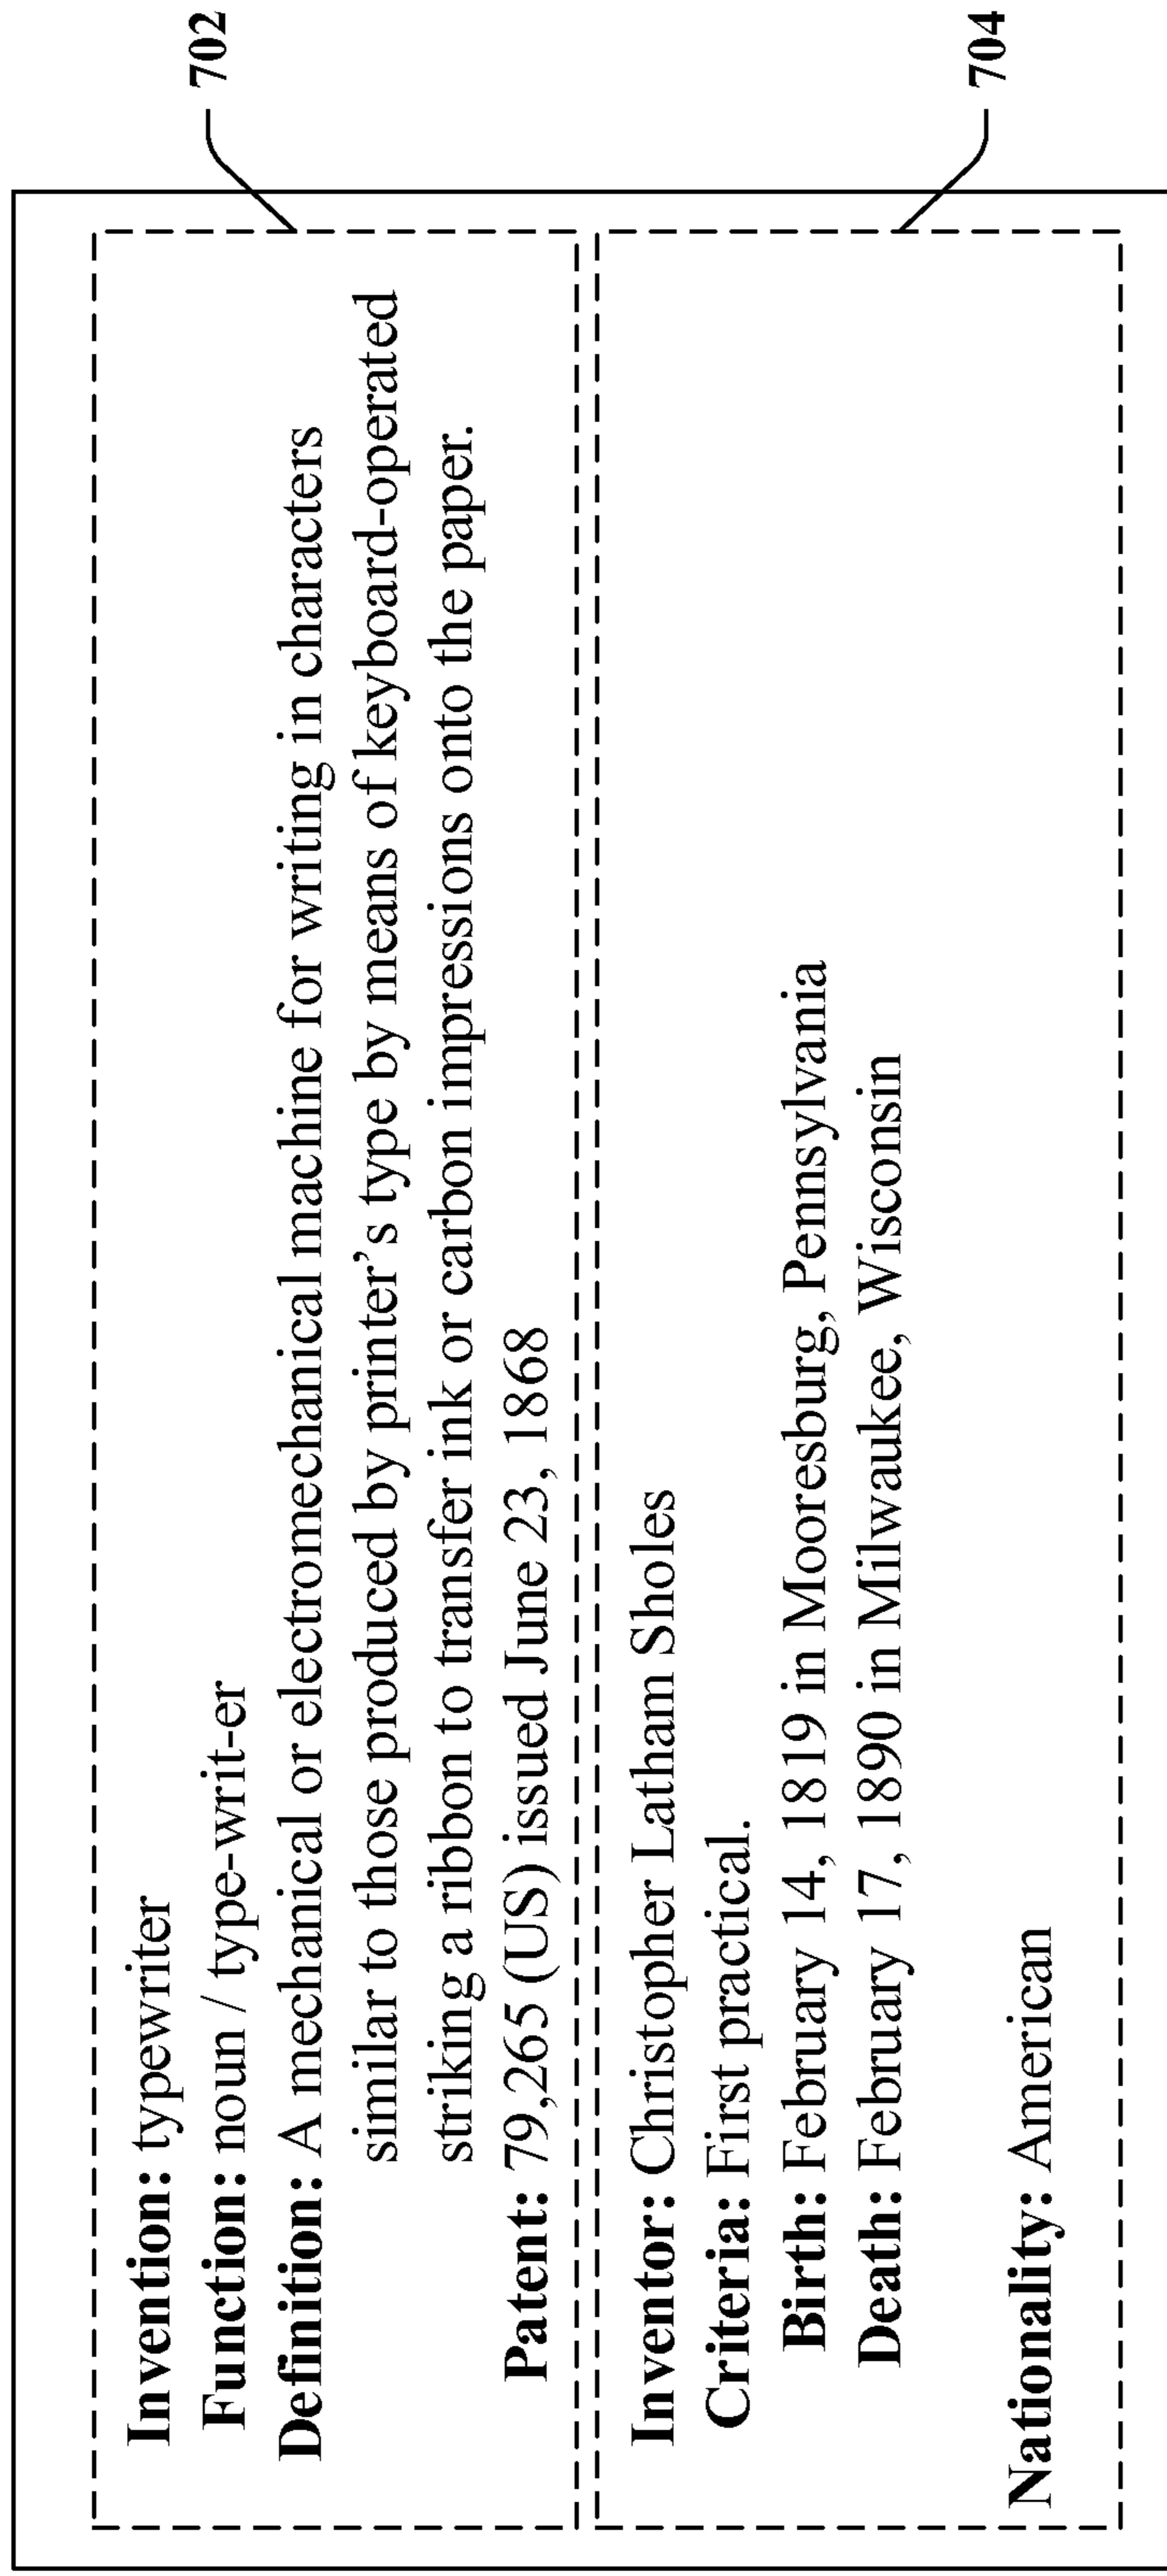 Invention: typewriter
Function: noun / type-writ-er
Definition: A mechanical or electromechanical machine for writing in characters
similar to those produced by printer's type by means of keyboard-operated
striking a ribbon to transfer ink or carbon impressions onto the paper.
Patent: 79,265 (US) issued June 23, 1868
702
Inventor: Christopher Latham Sholes
Criteria: First practical.
Birth: February 14, 1819 in Mooresburg, Pennsylvania
Death: February 17, 1890 in Milwaukee, Wisconsin
Nationality: American
704